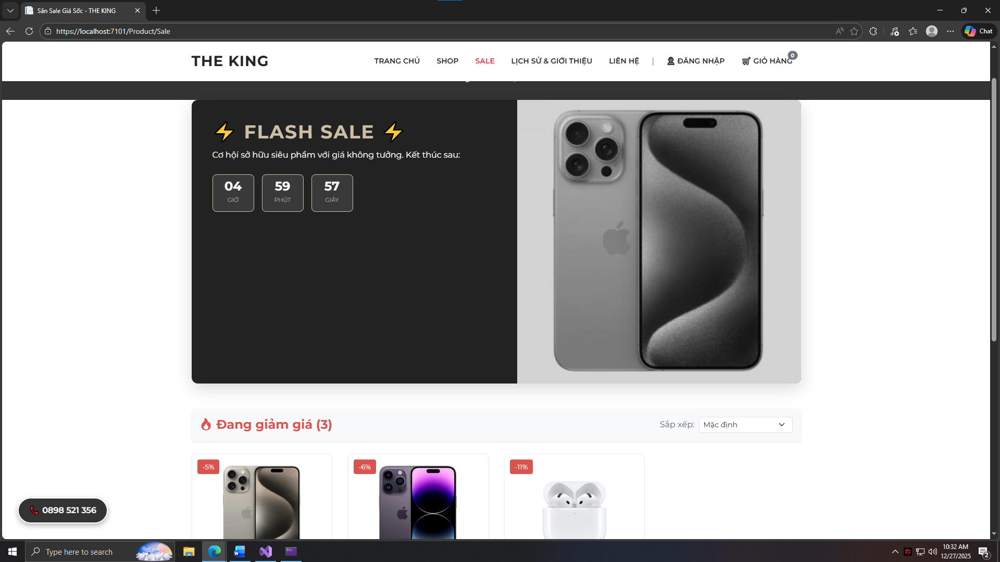 Săn Sale Giá Sốc - THE KING
https://localhost:7101/Product/Sale
Chat
THE KING
TRANG CHỦ
SHOP
SALE
LỊCH SỬ & GIỚI THIỆU
LIÊN HỆ
|
ĐĂNG NHẬP
GIỎ HÀNG
0
FLASH SALE
Cơ hội sở hữu siêu phẩm với giá không tưởng. Kết thúc sau:
04 59 57
GIỜ PHÚT GIÂY
Đang giảm giá (3)
Sắp xếp: Mặc định
-5%
-6%
-11%
0898 521 356
Type here to search
10:32 AM
12/27/2025
2